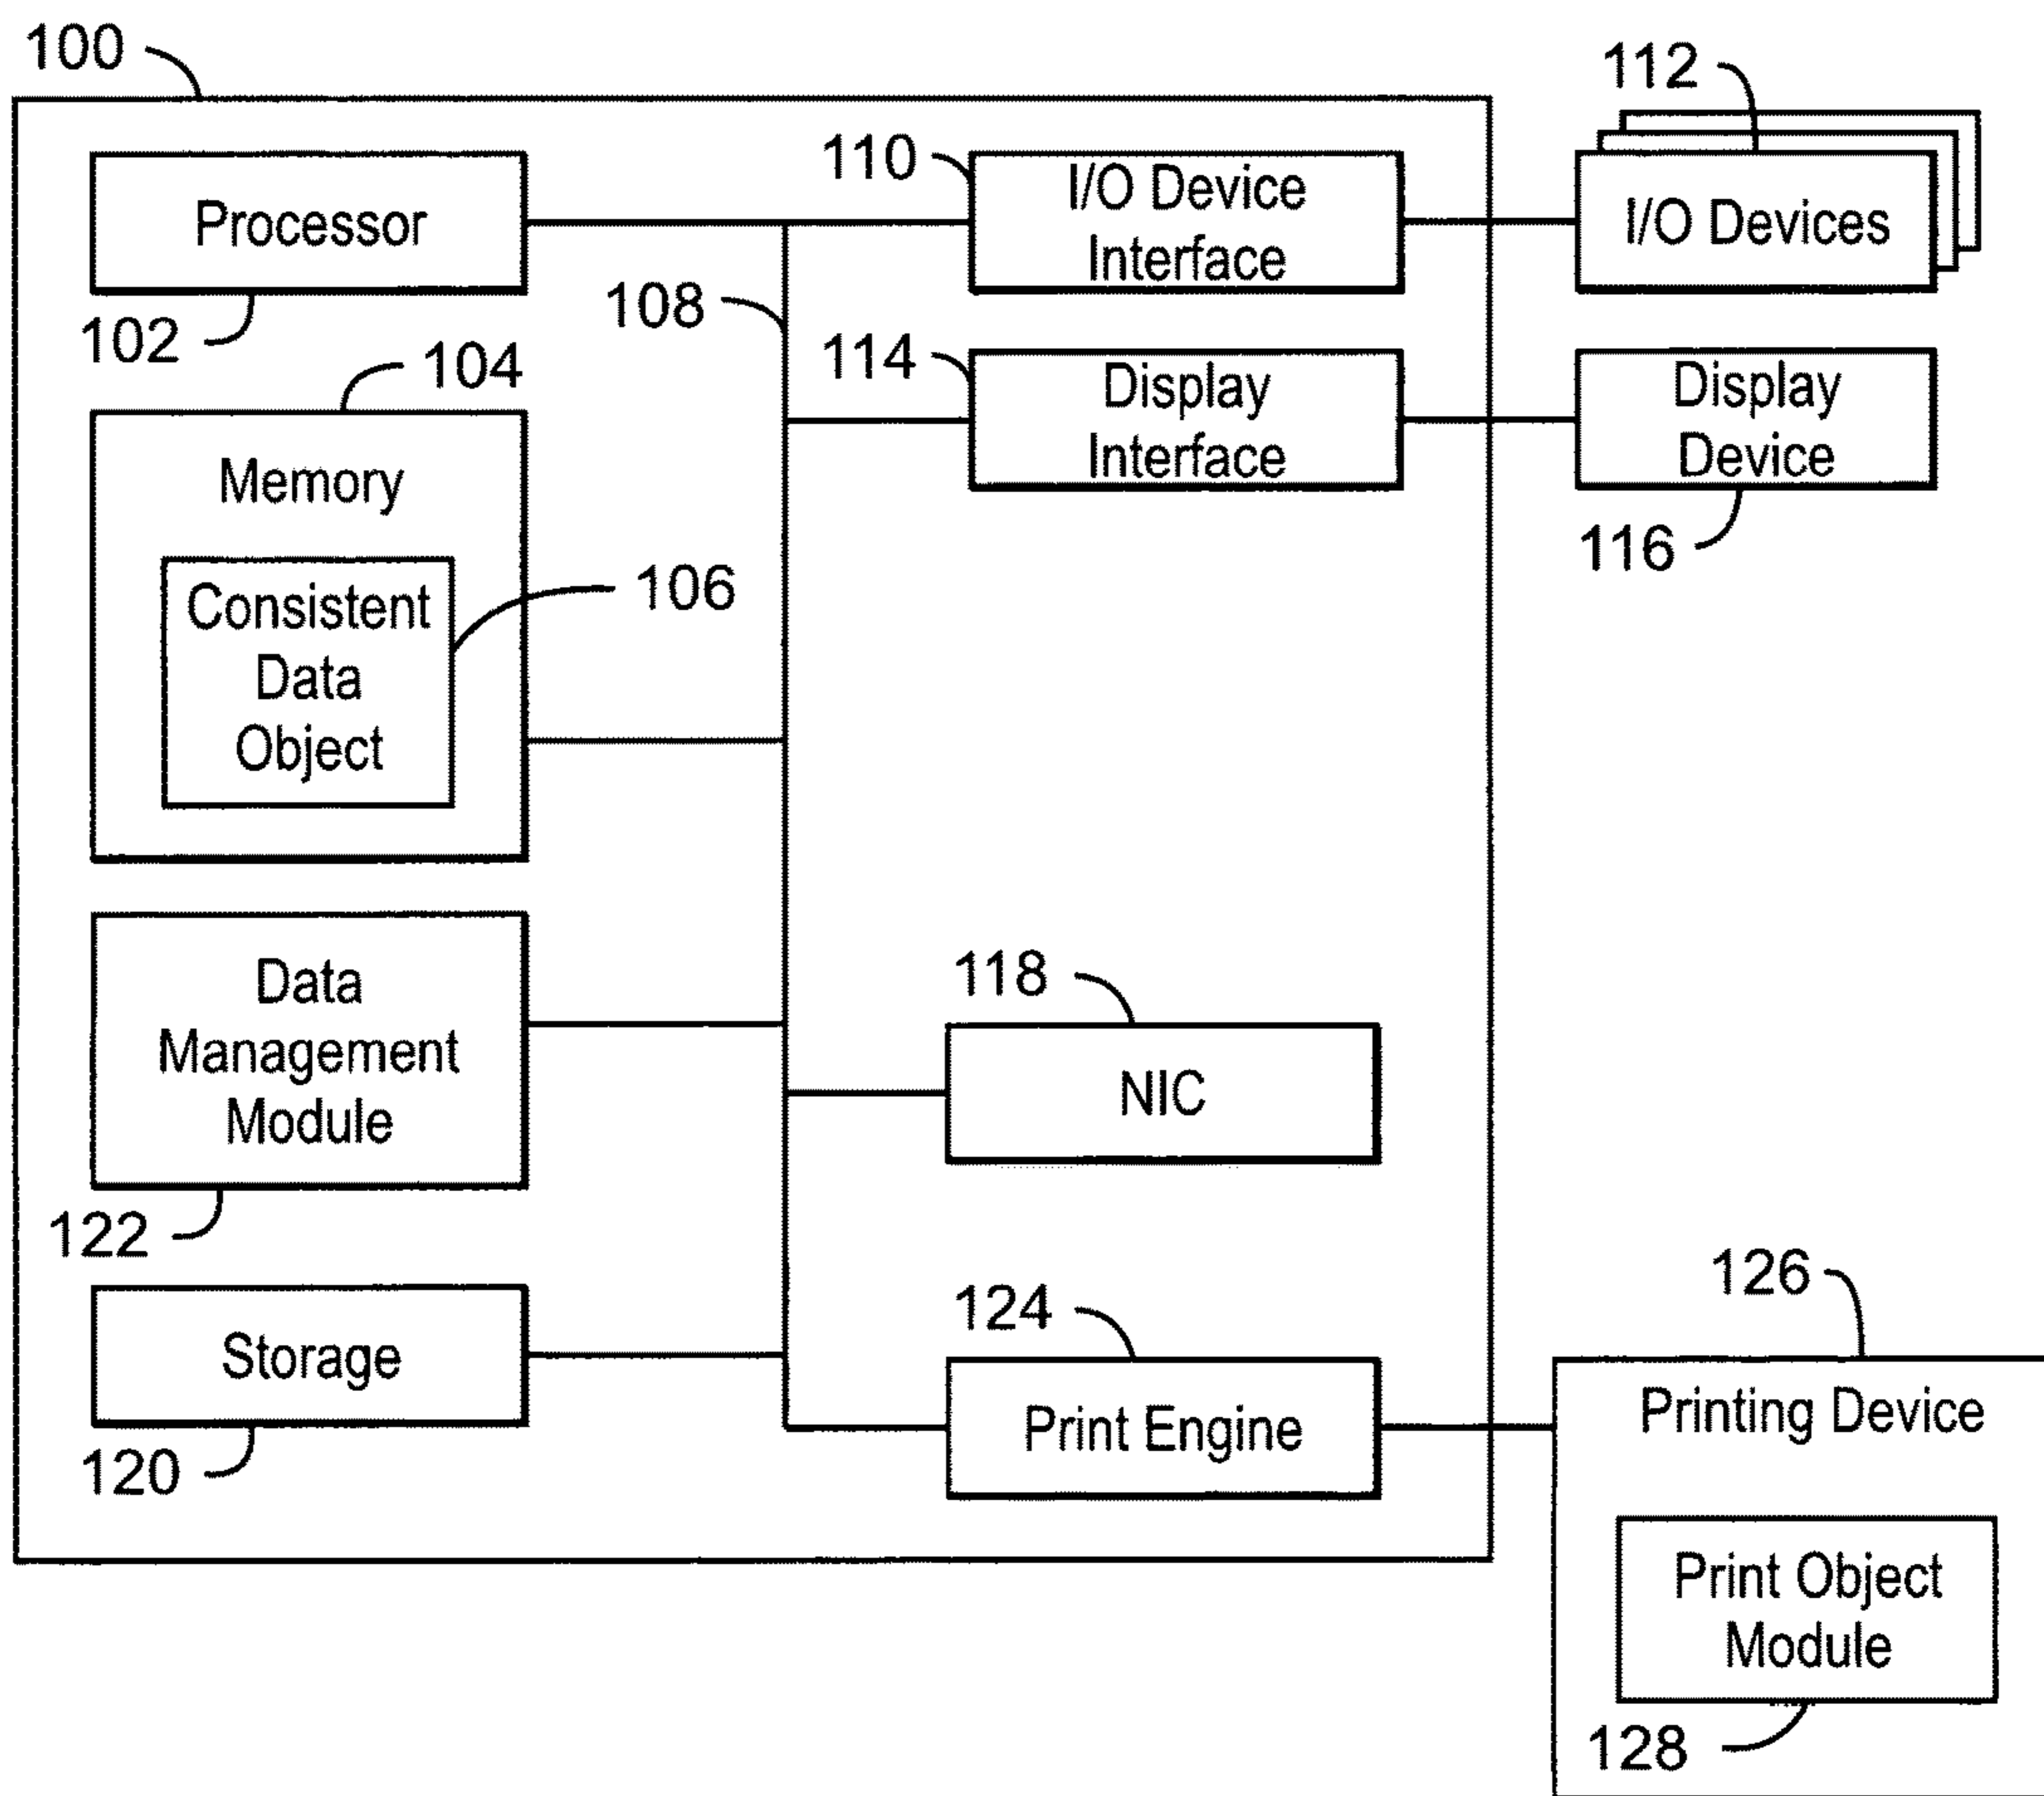 100
112
Processor
110
I/O Device
Interface
I/O Devices
102
108
104
114
Display
Interface
Display
Device
116
Memory
Consistent
Data
Object
106
Data
Management
Module
122
118
NIC
Storage
120
124
Print Engine
126
Printing Device
Print Object
Module
128